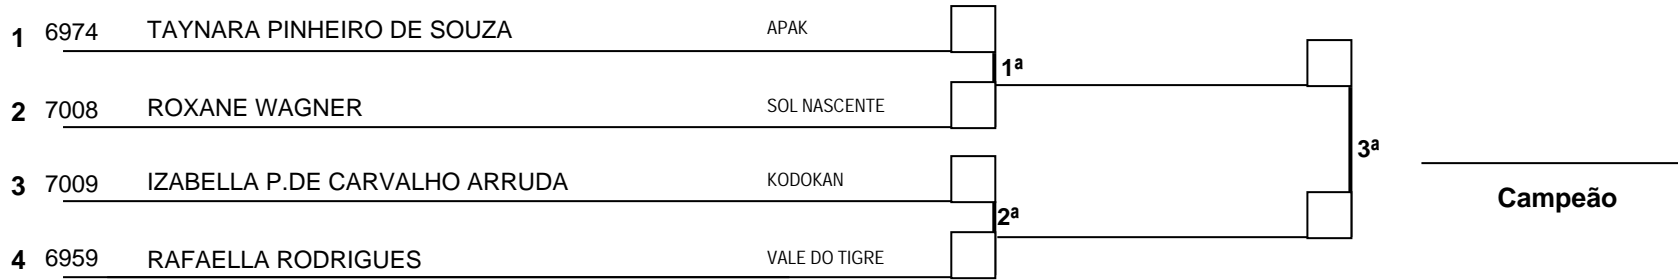 1 6974 TAYNARA PINHEIRO DE SOUZA APAK
1ª
2 7008 ROXANE WAGNER SOL NASCENTE
3ª
3 7009 IZABELLA P.DE CARVALHO ARRUDA KODOKAN
Campeão
2ª
4 6959 RAFAELLA RODRIGUES VALE DO TIGRE